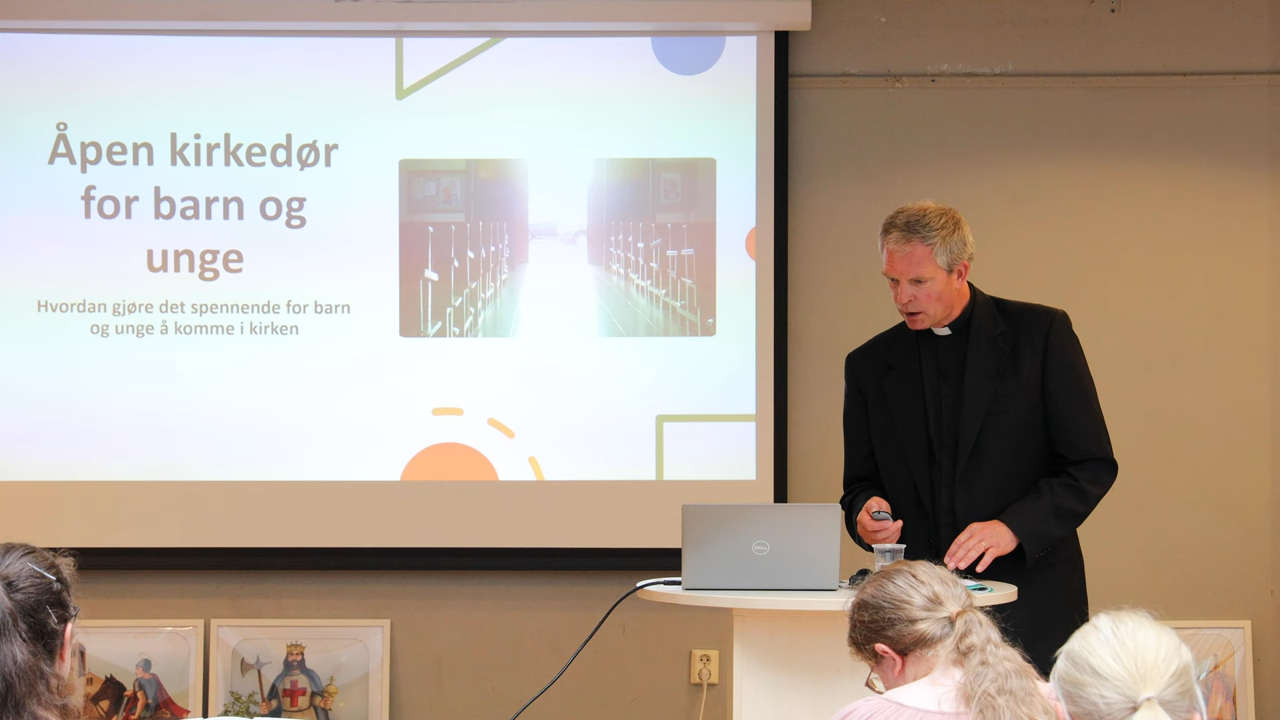 Åpen kirkedør
for barn og
unge
Hvordan gjøre det spennende for barn
og unge å komme i kirken
DELL